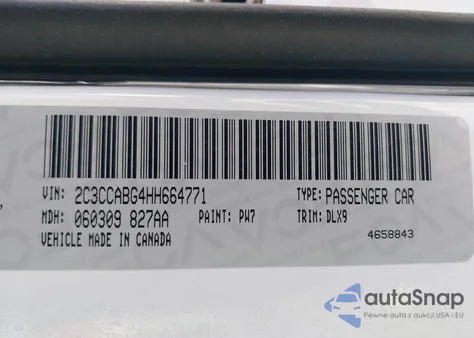 VIN: 2C3CCABG4HH664771 TYPE: PASSENGER CAR
MDH: 060309 827AA PAINT: PW7 TRIM: DLX9
VEHICLE MADE IN CANADA 4658843
autoSnap
Pewne auta z aukcji USA i EU